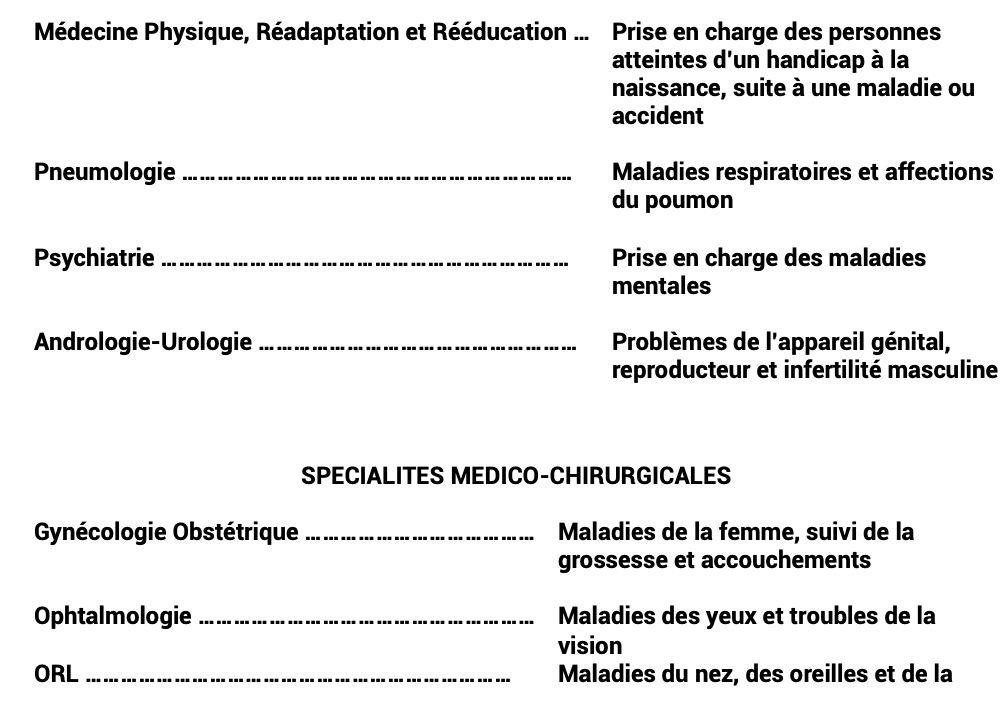 Médecine Physique, Réadaptation et Rééducation … Prise en charge des personnes
atteintes d'un handicap à la
naissance, suite à une maladie ou
accident
Pneumologie ………………………………………………………… Maladies respiratoires et affections
du poumon
Psychiatrie …………………………………………………………… Prise en charge des maladies
mentales
Andrologie-Urologie ……………………………………………… Problèmes de l'appareil génital,
reproducteur et infertilité masculine
SPECIALITES MEDICO-CHIRURGICALES
Gynécologie Obstétrique ………………………………… Maladies de la femme, suivi de la
grossesse et accouchements
Ophtalmologie ………………………………………………… Maladies des yeux et troubles de la
vision
ORL ……………………………………………………………… Maladies du nez, des oreilles et de la